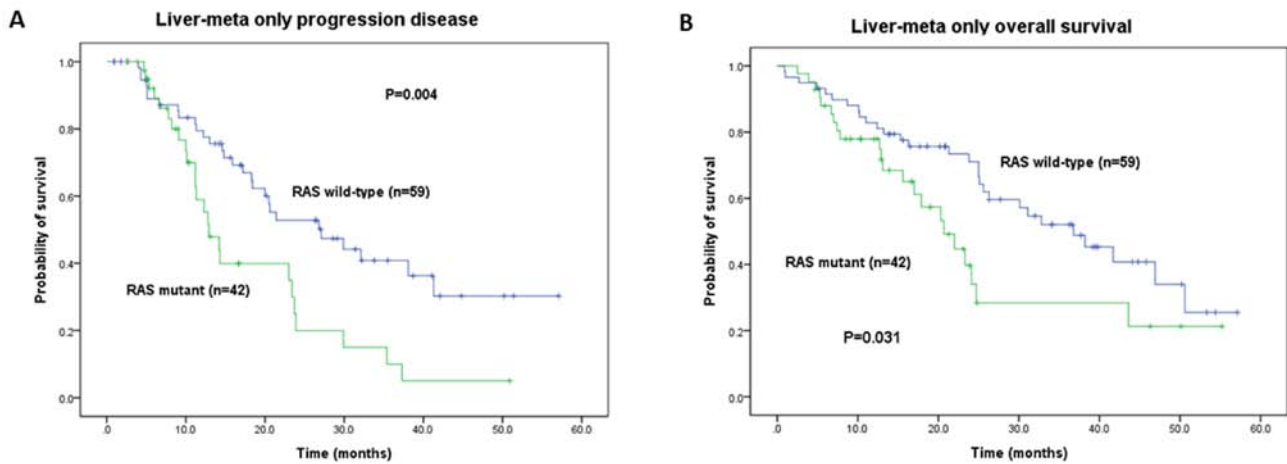 A
Liver-meta only progression disease
1.0
0.8
0.6
0.4
0.2
0.0
Probability of survival
P=0.004
RAS wild-type (n=59)
RAS mutant (n=42)
.0 10.0 20.0 30.0 40.0 50.0 60.0
Time (months)
B
Liver-meta only overall survival
1.0
0.8
0.6
0.4
0.2
0.0
Probability of survival
RAS wild-type (n=59)
RAS mutant (n=42)
P=0.031
.0 10.0 20.0 30.0 40.0 50.0 60.0
Time (months)